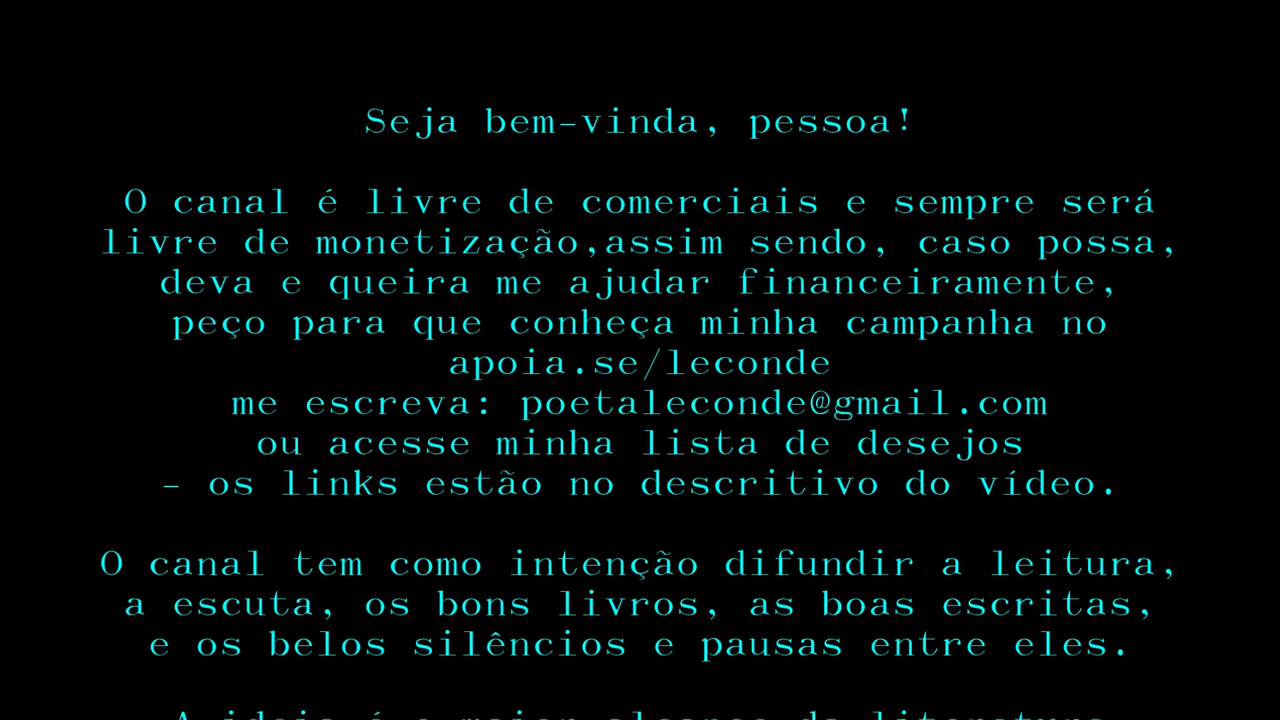 Seja bem-vinda, pessoa!
O canal é livre de comerciais e sempre será
livre de monetização,assim sendo, caso possa,
deva e queira me ajudar financeiramente,
peço para que conheça minha campanha no
apoia.se/leconde
me escreva: poetaleconde@gmail.com
ou acesse minha lista de desejos
- os links estão no descritivo do vídeo.
O canal tem como intenção difundir a leitura,
a escuta, os bons livros, as boas escritas,
e os belos silêncios e pausas entre eles.